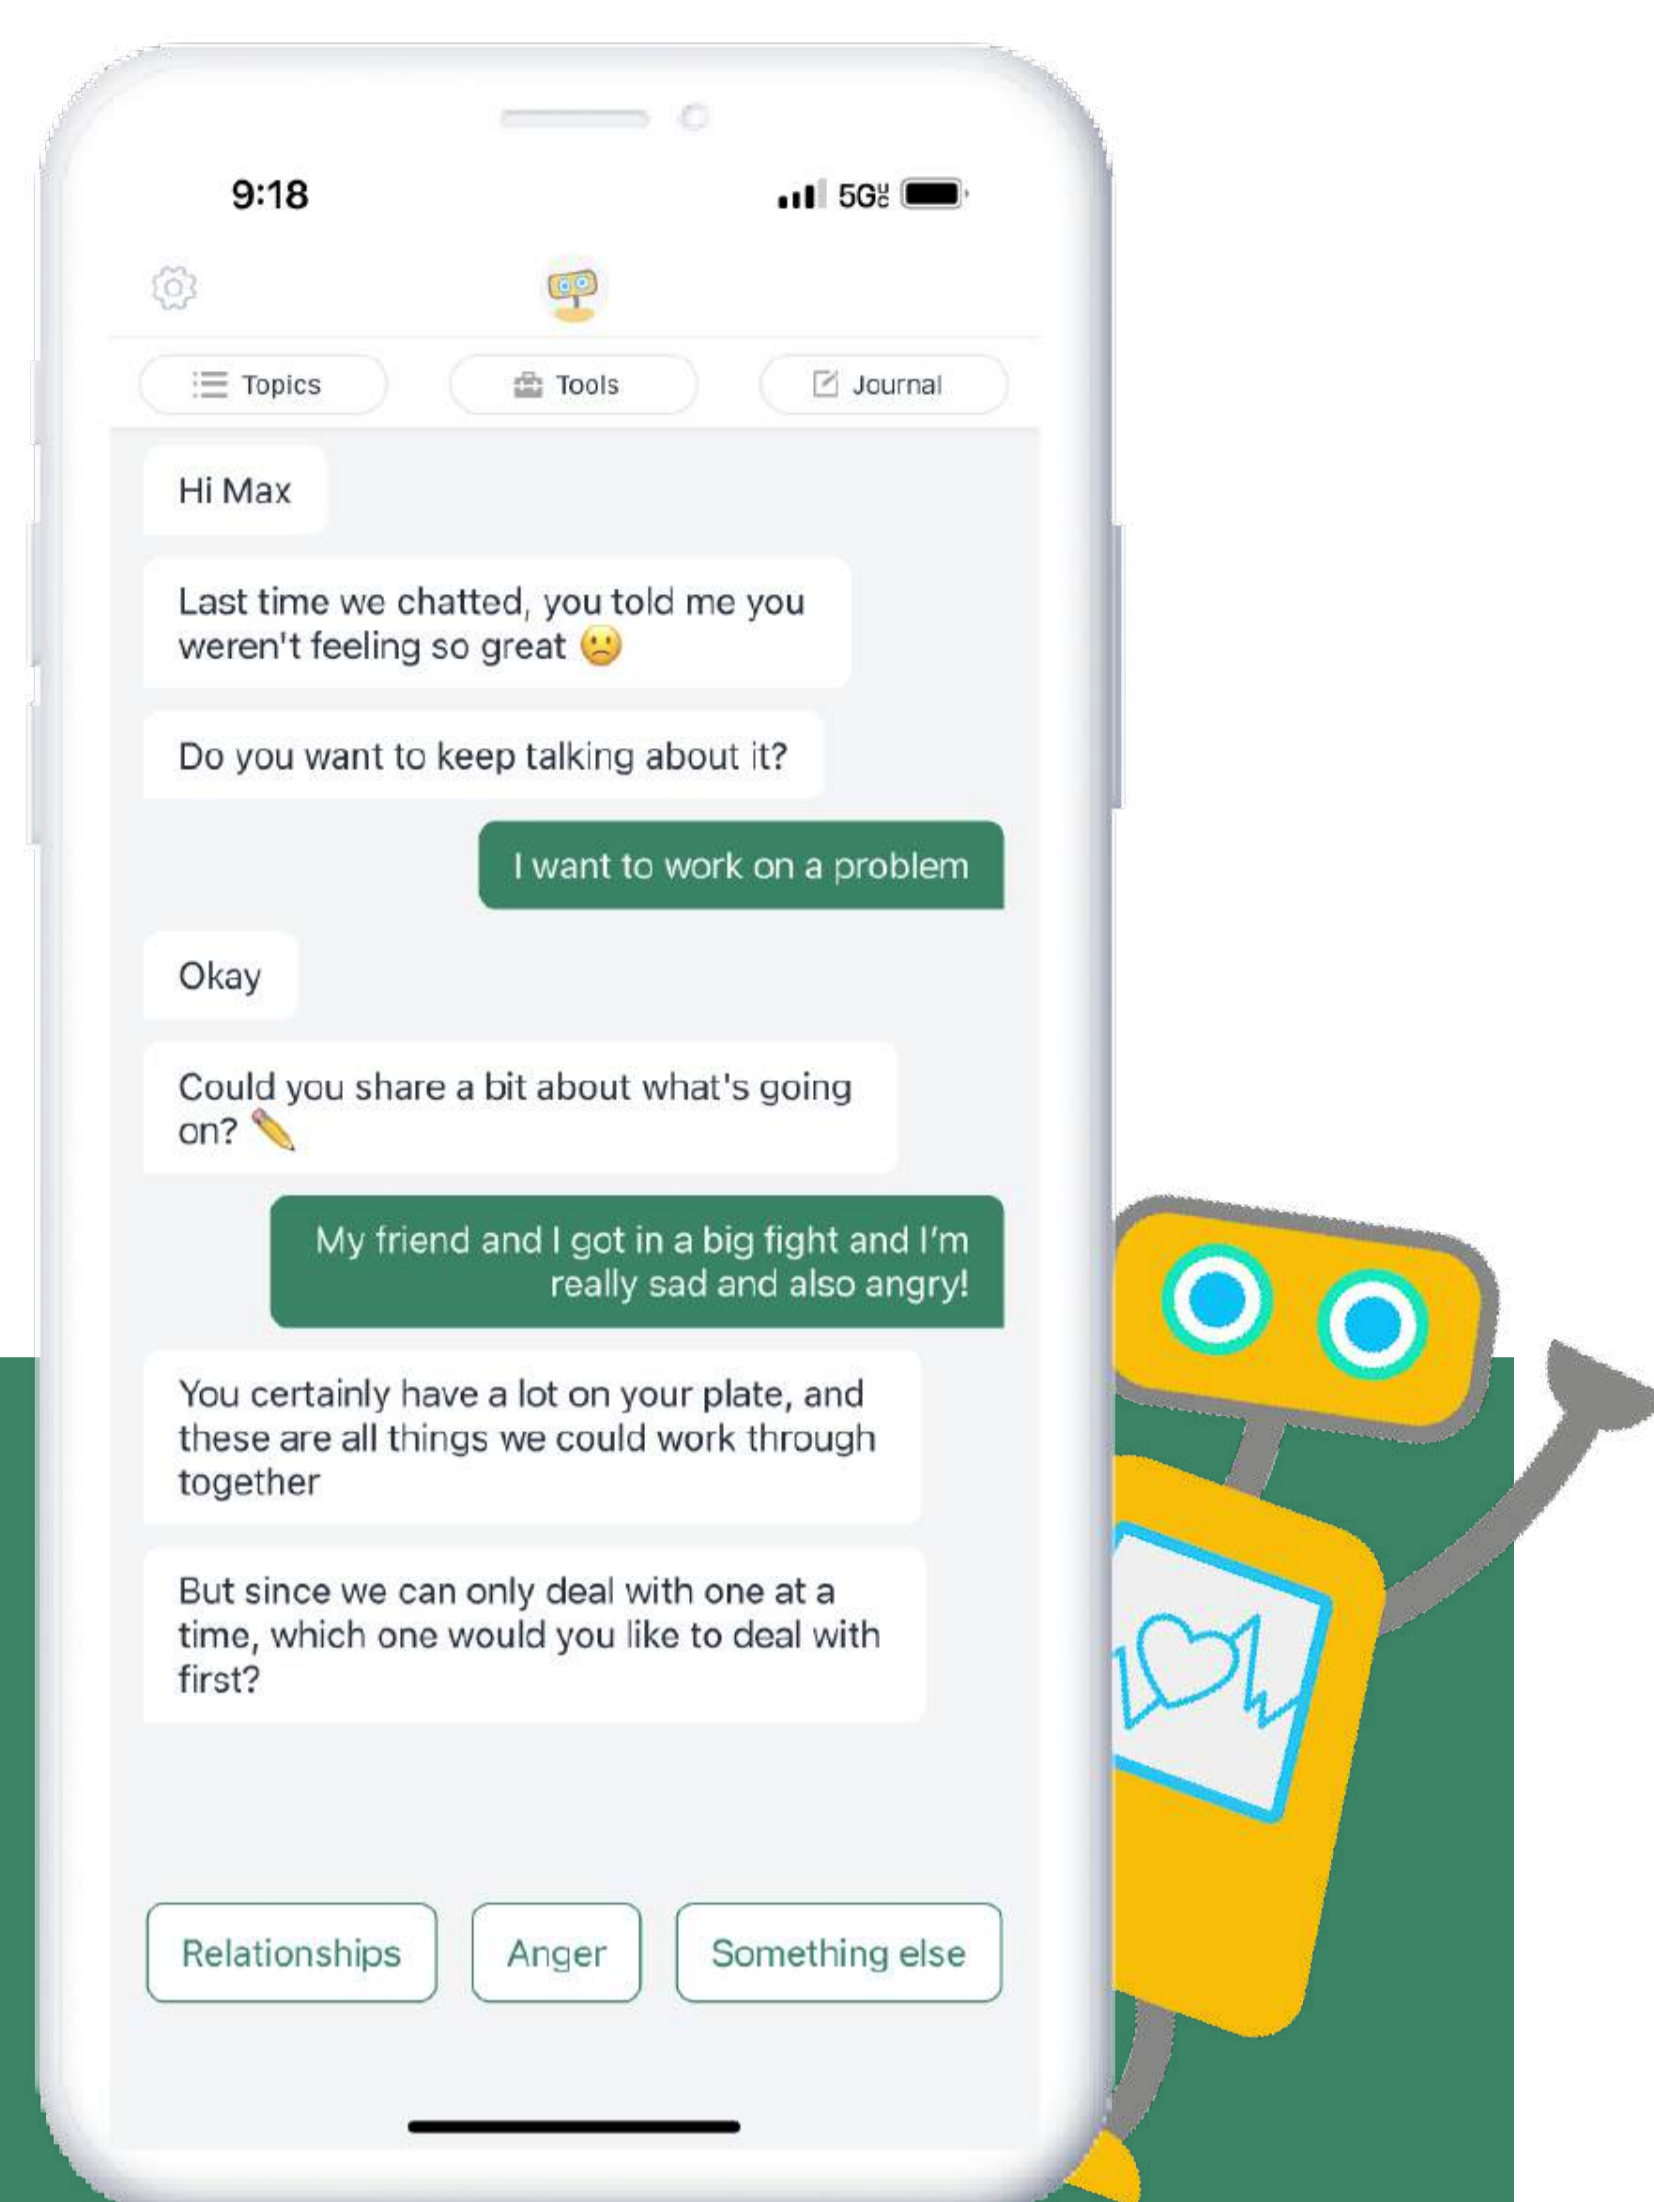 9:18
5G UC
Topics
Tools
Journal
Hi Max
Last time we chatted, you told me you
weren't feeling so great 🙁
Do you want to keep talking about it?
I want to work on a problem
Okay
Could you share a bit about what's going
on? ✏️
My friend and I got in a big fight and I'm
really sad and also angry!
You certainly have a lot on your plate, and
these are all things we could work through
together
But since we can only deal with one at a
time, which one would you like to deal with
first?
Relationships
Anger
Something else